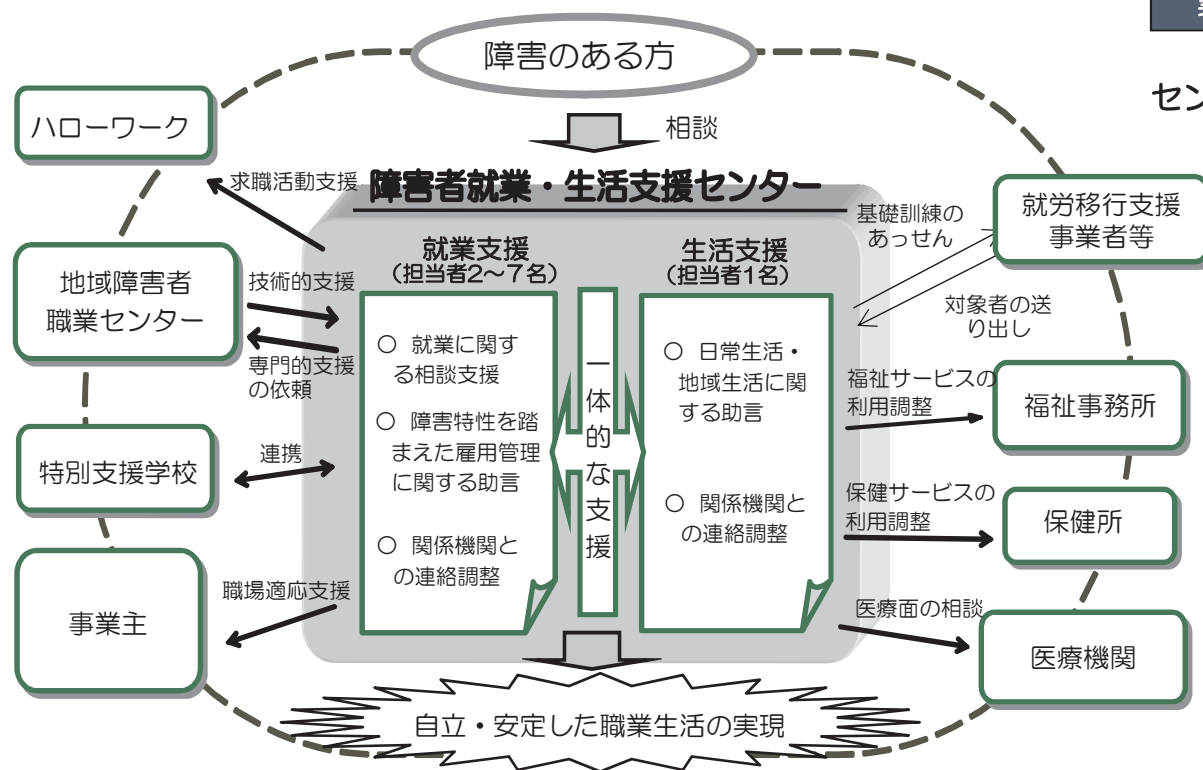 障害のある方
相談
セン
ハローワーク
求職活動支援
障害者就業・生活支援センター
基礎訓練の
あっせん
就労移行支援
事業者等
対象者の送
り出し
地域障害者
職業センター
技術的支援
専門的支援
の依頼
就業支援
(担当者2〜7名)
○ 就業に関す
る相談支援
○ 障害特性を踏
まえた雇用管理
に関する助言
○ 関係機関と
の連絡調整
一体的な支援
生活支援
(担当者1名)
○ 日常生活・
地域生活に関
する助言
○ 関係機関と
の連絡調整
福祉サービスの
利用調整
福祉事務所
特別支援学校
連携
保健サービスの
利用調整
保健所
事業主
職場適応支援
医療面の相談
医療機関
自立・安定した職業生活の実現